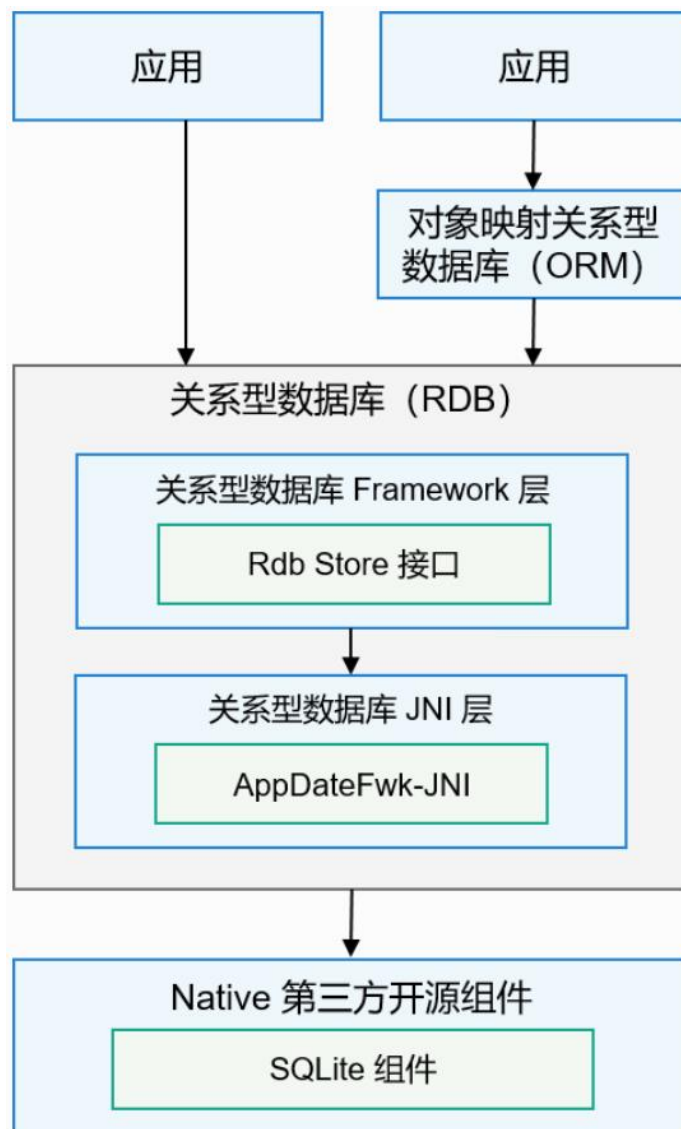 应用
应用
对象映射关系型
数据库（ORM）
关系型数据库（RDB）
关系型数据库 Framework 层
Rdb Store 接口
关系型数据库 JNI 层
AppDateFwk-JNI
Native 第三方开源组件
SQLite 组件